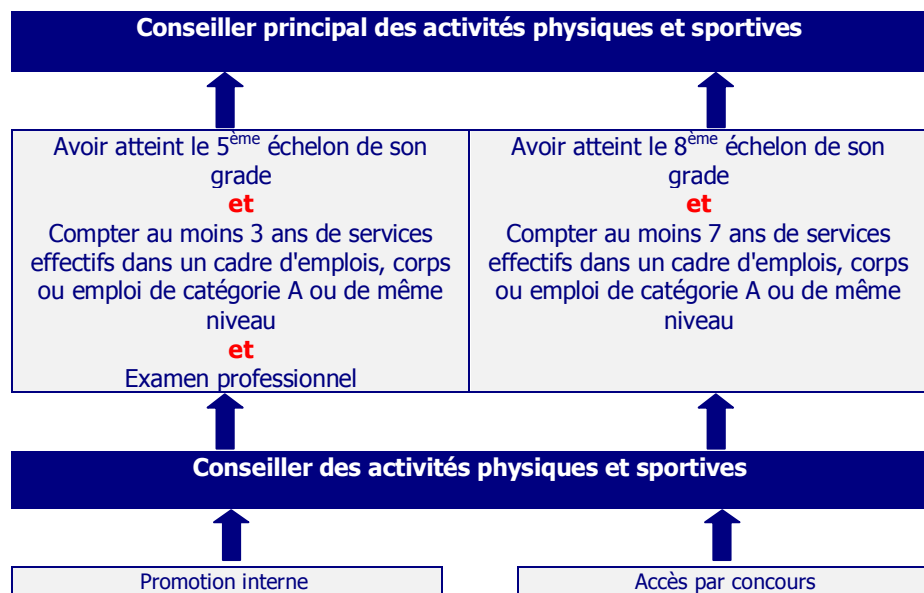 Conseiller principal des activités physiques et sportives
Avoir atteint le 5ème échelon de son
grade
et
Compter au moins 3 ans de services
effectifs dans un cadre d'emplois, corps
ou emploi de catégorie A ou de même
niveau
et
Examen professionnel
Avoir atteint le 8ème échelon de son
grade
et
Compter au moins 7 ans de services
effectifs dans un cadre d'emplois, corps
ou emploi de catégorie A ou de même
niveau
Conseiller des activités physiques et sportives
Promotion interne
Accès par concours